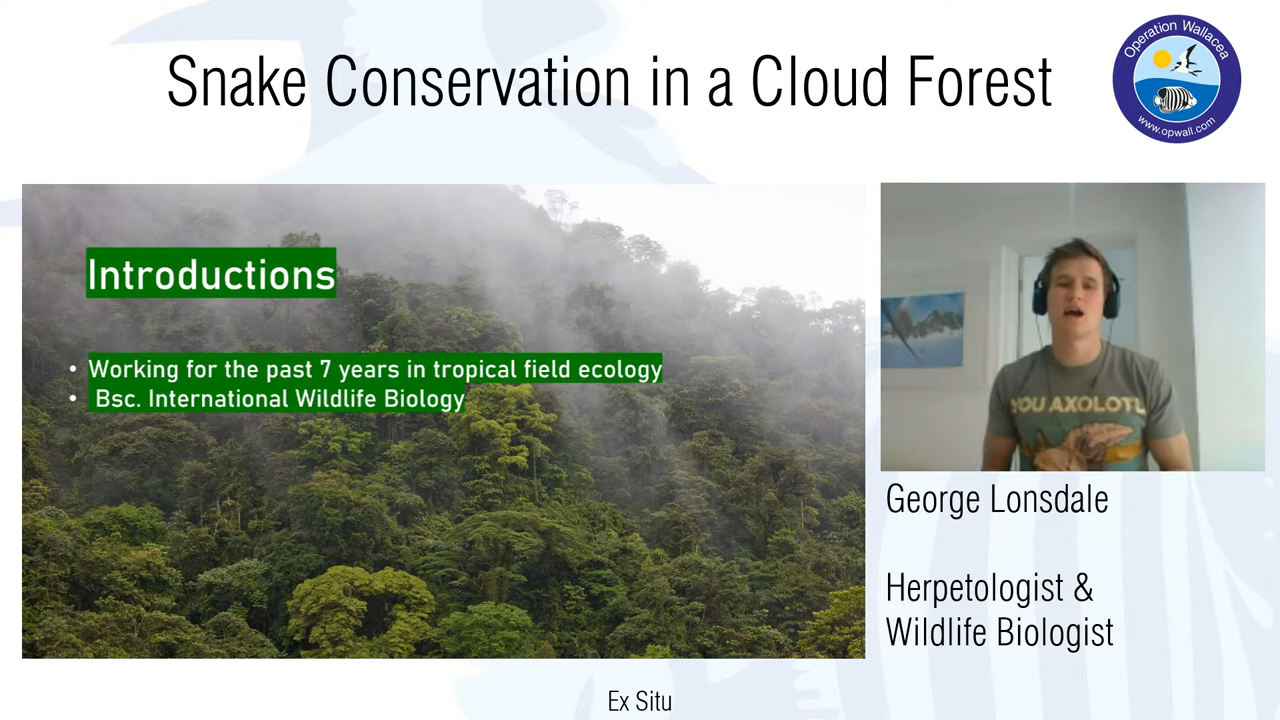 Snake Conservation in a Cloud Forest
Operation Wallacea
www.opwall.com
Introductions
• Working for the past 7 years in tropical field ecology
• Bsc. International Wildlife Biology
YOU AXOLOTL
George Lonsdale
Herpetologist &
Wildlife Biologist
Ex Situ